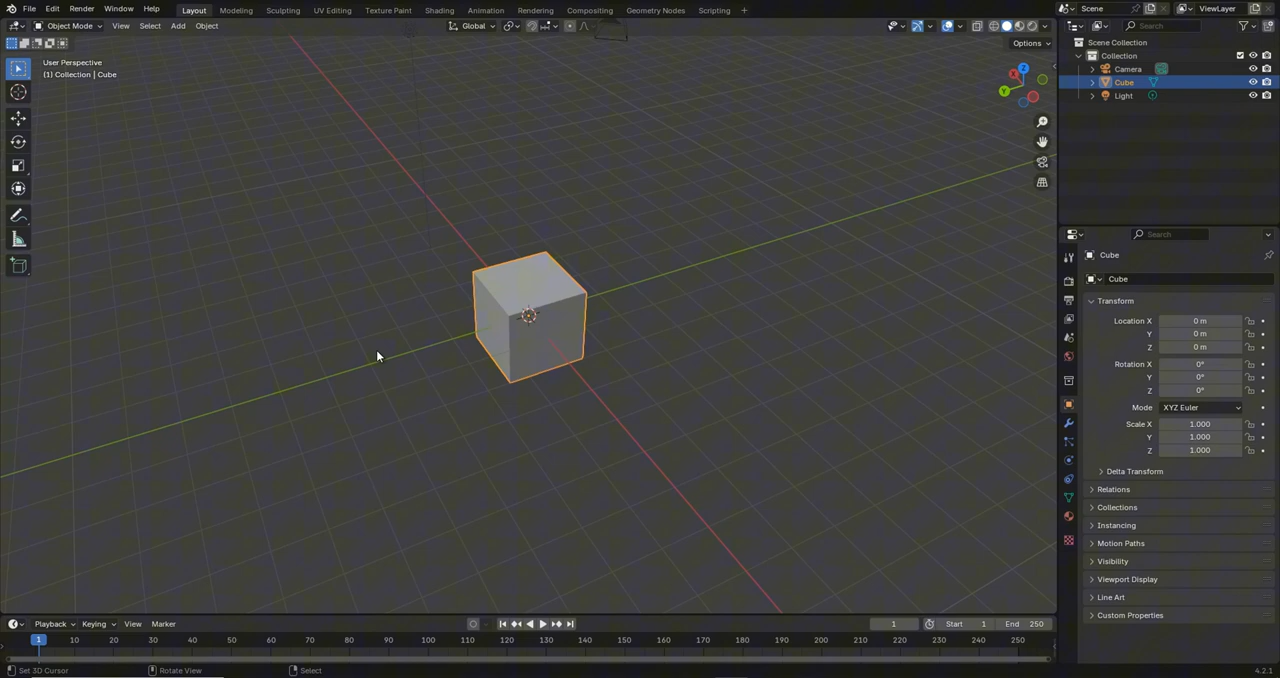 File Edit Render Window Help Layout Modeling Sculpting UV Editing Texture Paint Shading Animation Rendering Compositing Geometry Nodes Scripting +
Scene ViewLayer
Object Mode View Select Add Object Global
Search
Options
User Perspective
(1) Collection | Cube
X
Y
Z
Scene Collection
Collection
Camera
Cube
Light
Search
Cube
Cube
Transform
Location X 0 m
Y 0 m
Z 0 m
Rotation X 0°
Y 0°
Z 0°
Mode XYZ Euler
Scale X 1.000
Y 1.000
Z 1.000
Delta Transform
Relations
Collections
Instancing
Motion Paths
Visibility
Viewport Display
Line Art
Custom Properties
Playback Keying View Marker 1 Start 1 End 250
1 10 20 30 40 50 60 70 80 90 100 110 120 130 140 150 160 170 180 190 200 210 220 230 240 250
Set 3D Cursor Rotate View Select 4.2.1